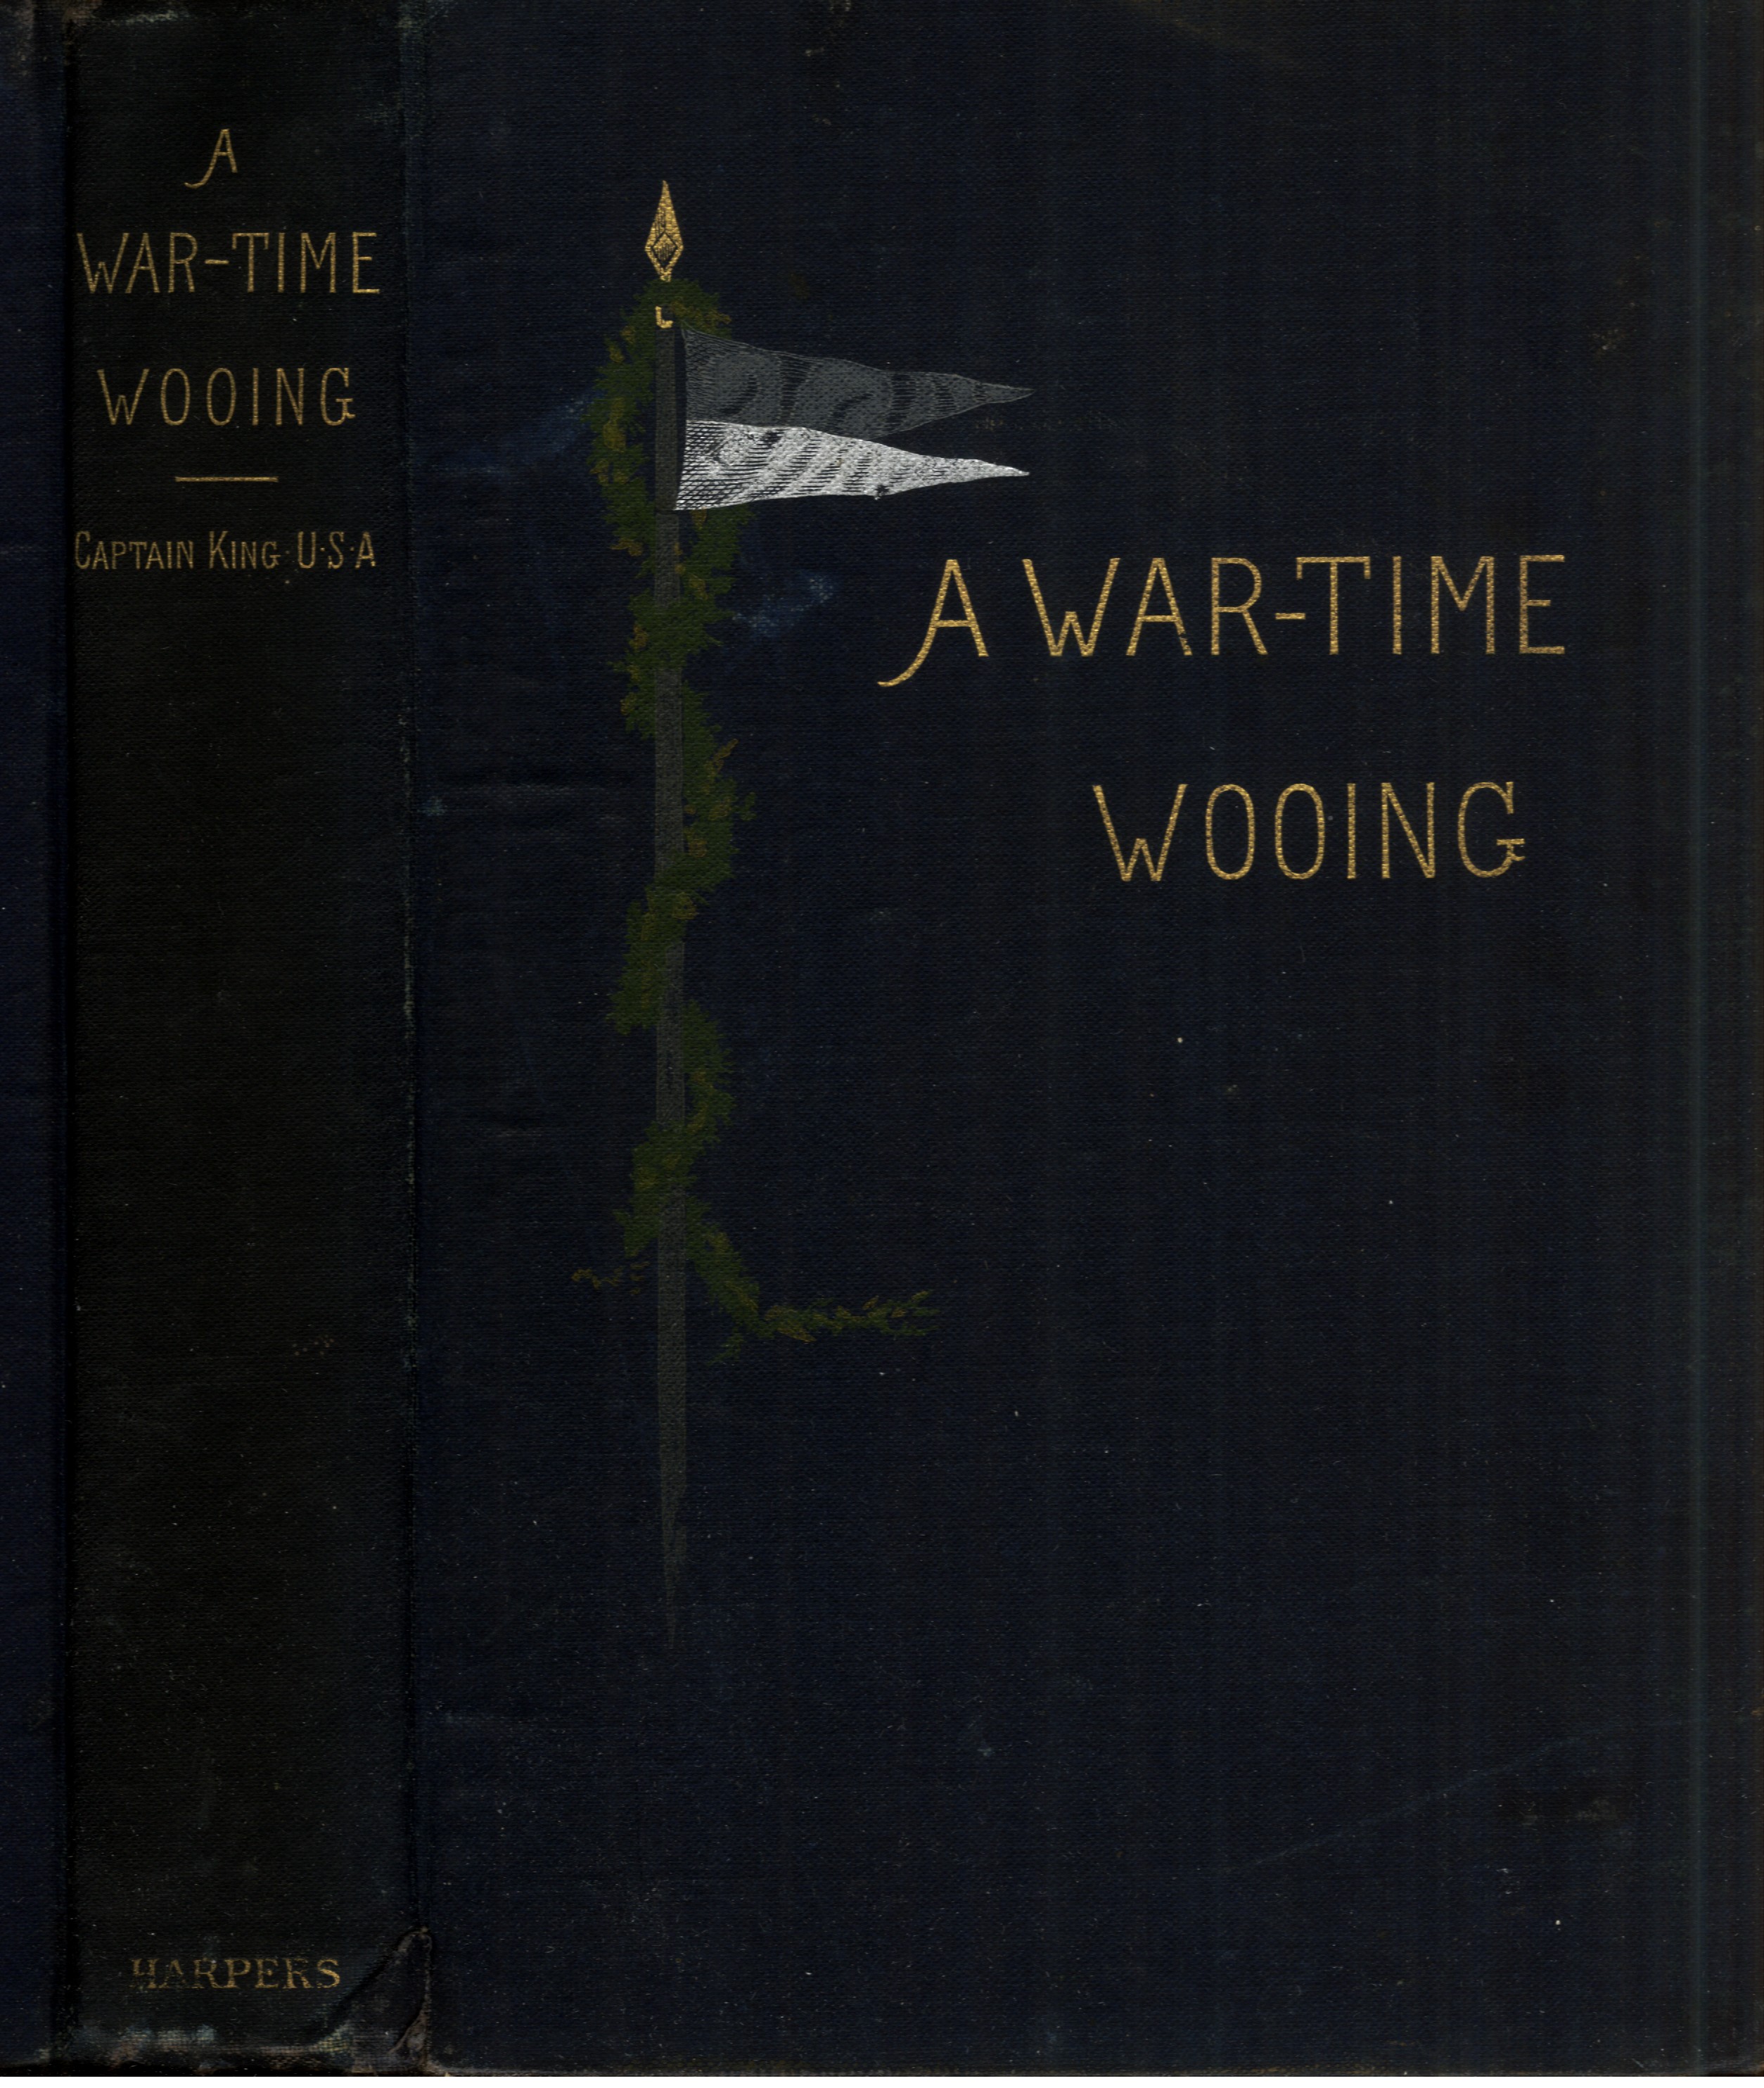 A
WAR-TIME
WOOING
CAPTAIN KING·U·S·A
HARPERS
A WAR-TIME
WOOING